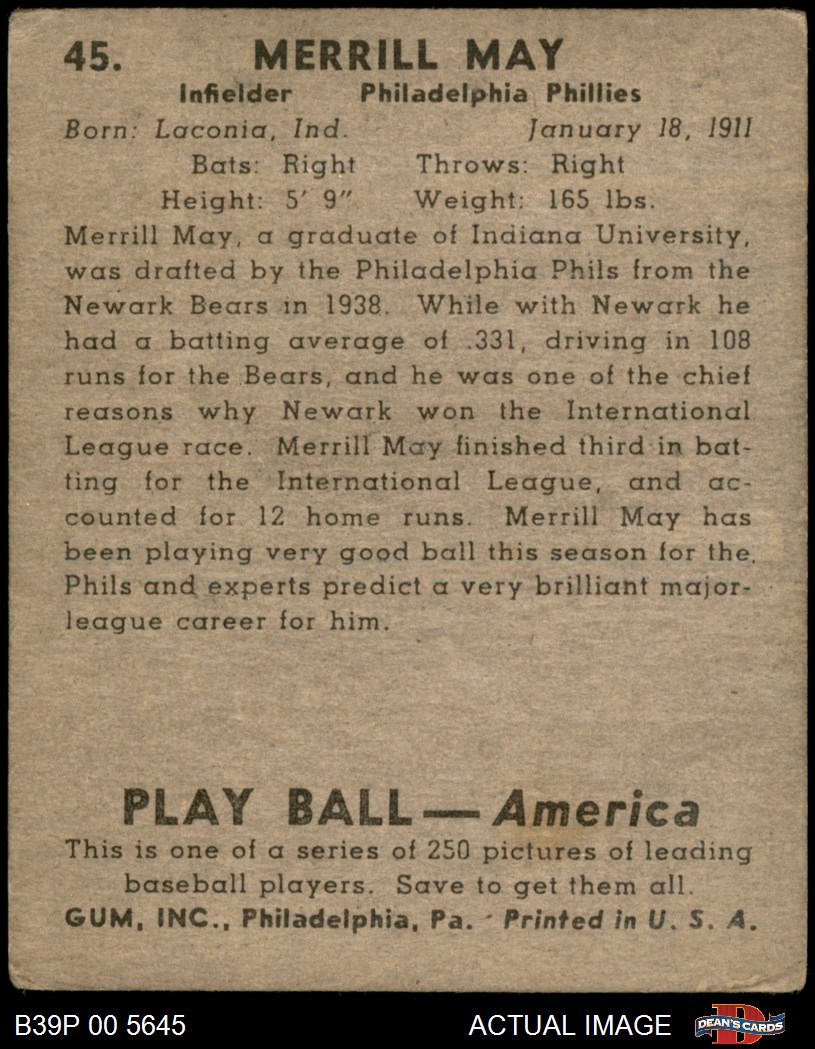 45. MERRILL MAY
Infielder Philadelphia Phillies
Born: Laconia, Ind. January 18, 1911
Bats: Right Throws: Right
Height: 5' 9" Weight: 165 lbs.
Merrill May, a graduate of Indiana University,
was drafted by the Philadelphia Phils from the
Newark Bears in 1938. While with Newark he
had a batting average of .331, driving in 108
runs for the Bears, and he was one of the chief
reasons why Newark won the International
League race. Merrill May finished third in bat-
ting for the International League, and ac-
counted for 12 home runs. Merrill May has
been playing very good ball this season for the
Phils and experts predict a very brilliant major-
league career for him.
PLAY BALL — America
This is one of a series of 250 pictures of leading
baseball players. Save to get them all.
GUM, INC., Philadelphia, Pa. Printed in U. S. A.
B39P 00 5645 ACTUAL IMAGE DEAN'S CARDS